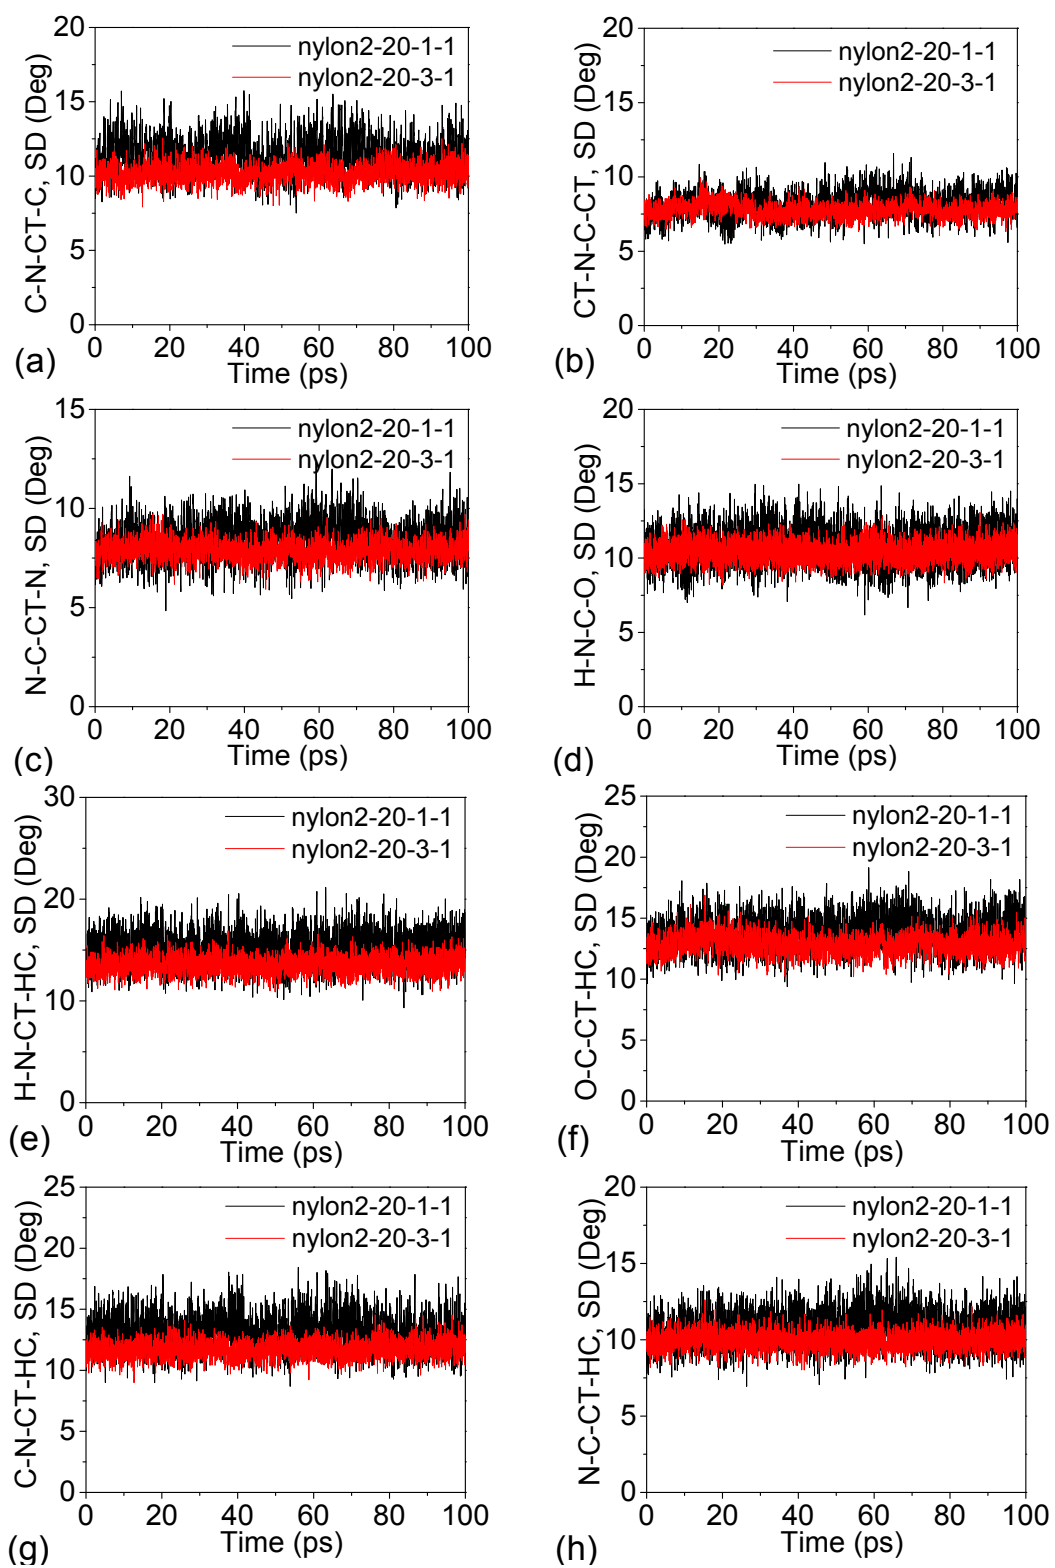 20
15
10
5
0
C-N-CT-C, SD (Deg)
nylon2-20-1-1
nylon2-20-3-1
0 20 40 60 80 100
Time (ps)
(a)
20
15
10
5
0
CT-N-C-CT, SD (Deg)
nylon2-20-1-1
nylon2-20-3-1
0 20 40 60 80 100
Time (ps)
(b)
15
10
5
0
N-C-CT-N, SD (Deg)
nylon2-20-1-1
nylon2-20-3-1
0 20 40 60 80 100
Time (ps)
(c)
20
15
10
5
0
H-N-C-O, SD (Deg)
nylon2-20-1-1
nylon2-20-3-1
0 20 40 60 80 100
Time (ps)
(d)
30
20
10
0
H-N-CT-HC, SD (Deg)
nylon2-20-1-1
nylon2-20-3-1
0 20 40 60 80 100
Time (ps)
(e)
25
20
15
10
5
0
O-C-CT-HC, SD (Deg)
nylon2-20-1-1
nylon2-20-3-1
0 20 40 60 80 100
Time (ps)
(f)
25
20
15
10
5
0
C-N-CT-HC, SD (Deg)
nylon2-20-1-1
nylon2-20-3-1
0 20 40 60 80 100
Time (ps)
(g)
20
15
10
5
0
N-C-CT-HC, SD (Deg)
nylon2-20-1-1
nylon2-20-3-1
0 20 40 60 80 100
Time (ps)
(h)